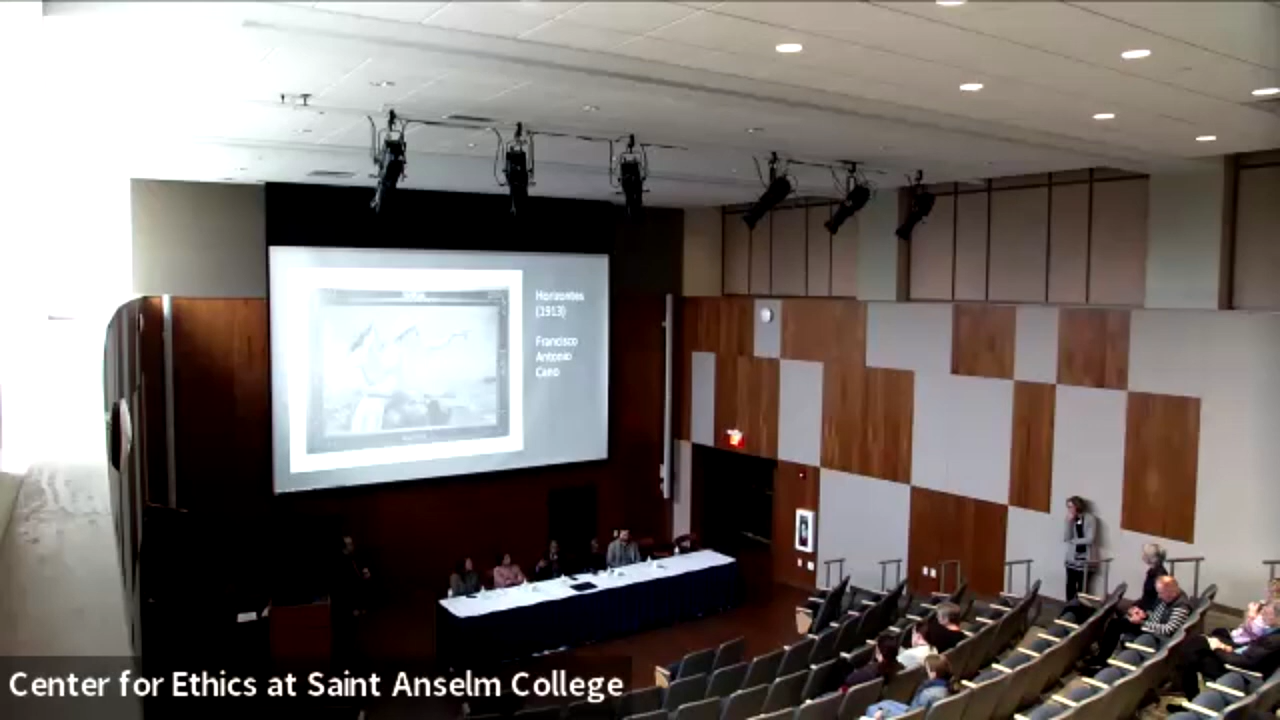 Horizontes
(1913)
Francisco
Antonio
Cano
Center for Ethics at Saint Anselm College